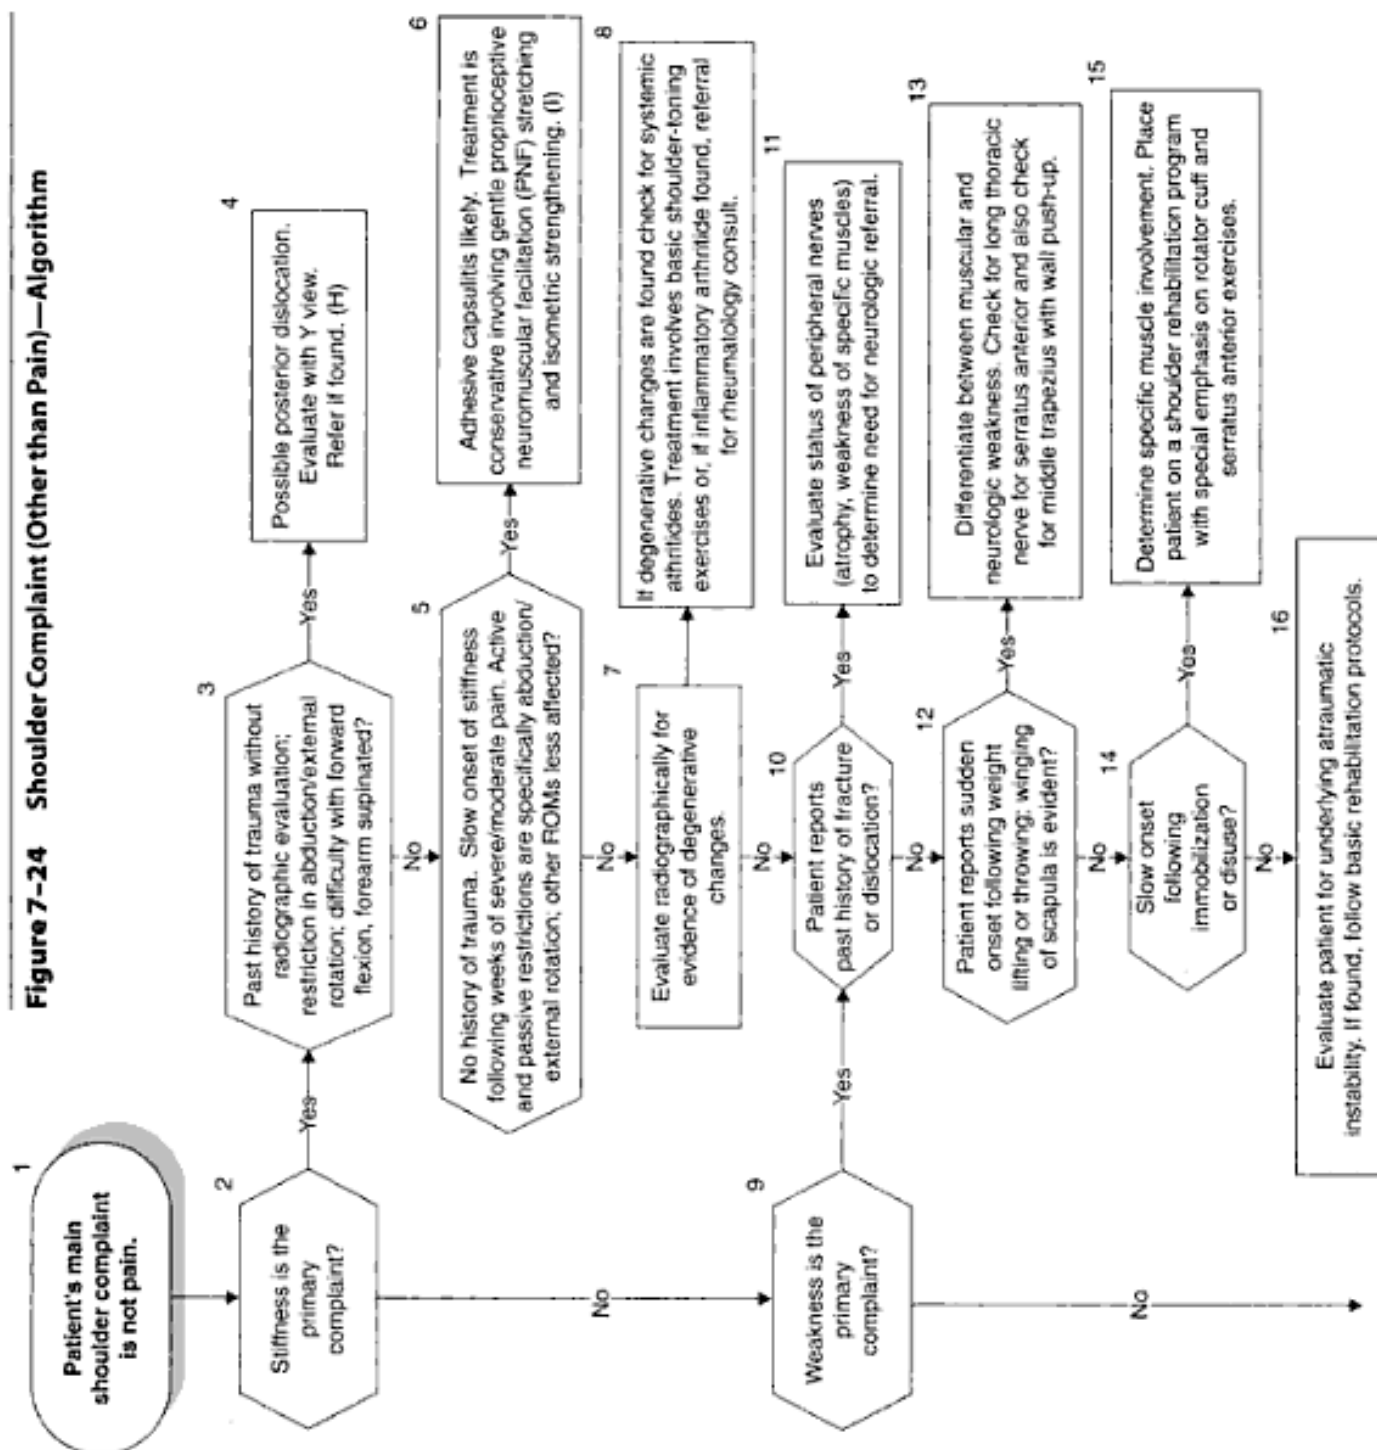 Figure 7–24 Shoulder Complaint (Other than Pain)—Algorithm
1
Patient's main
shoulder complaint
is not pain.
2
Stiffness is the
primary
complaint?
Yes
3
Past history of trauma without
radiographic evaluation;
restriction in abduction/external
rotation; difficulty with forward
flexion, forearm supinated?
Yes
4
Possible posterior dislocation.
Evaluate with Y view.
Refer if found. (H)
No
5
No history of trauma. Slow onset of stiffness
following weeks of severe/moderate pain. Active
and passive restrictions are specifically abduction/
external rotation; other ROMs less affected?
Yes
6
Adhesive capsulitis likely. Treatment is
conservative involving gentle proprioceptive
neuromuscular facilitation (PNF) stretching
and isometric strengthening. (I)
No
7
Evaluate radiographically for
evidence of degenerative
changes.
8
If degenerative changes are found check for systemic
athritides. Treatment involves basic shoulder-toning
exercises or, if inflammatory arthritide found, referral
for rheumatology consult.
No
No
9
Weakness is the
primary
complaint?
Yes
10
Patient reports
past history of fracture
or dislocation?
Yes
11
Evaluate status of peripheral nerves
(atrophy, weakness of specific muscles)
to determine need for neurologic referral.
No
12
Patient reports sudden
onset following weight
lifting or throwing; winging
of scapula is evident?
Yes
13
Differentiate between muscular and
neurologic weakness. Check for long thoracic
nerve for serratus anterior and also check
for middle trapezius with wall push-up.
No
14
Slow onset
following
immobilization
or disuse?
Yes
15
Determine specific muscle involvement. Place
patient on a shoulder rehabilitation program
with special emphasis on rotator cuff and
serratus anterior exercises.
No
No
16
Evaluate patient for underlying atraumatic
instability. If found, follow basic rehabilitation protocols.